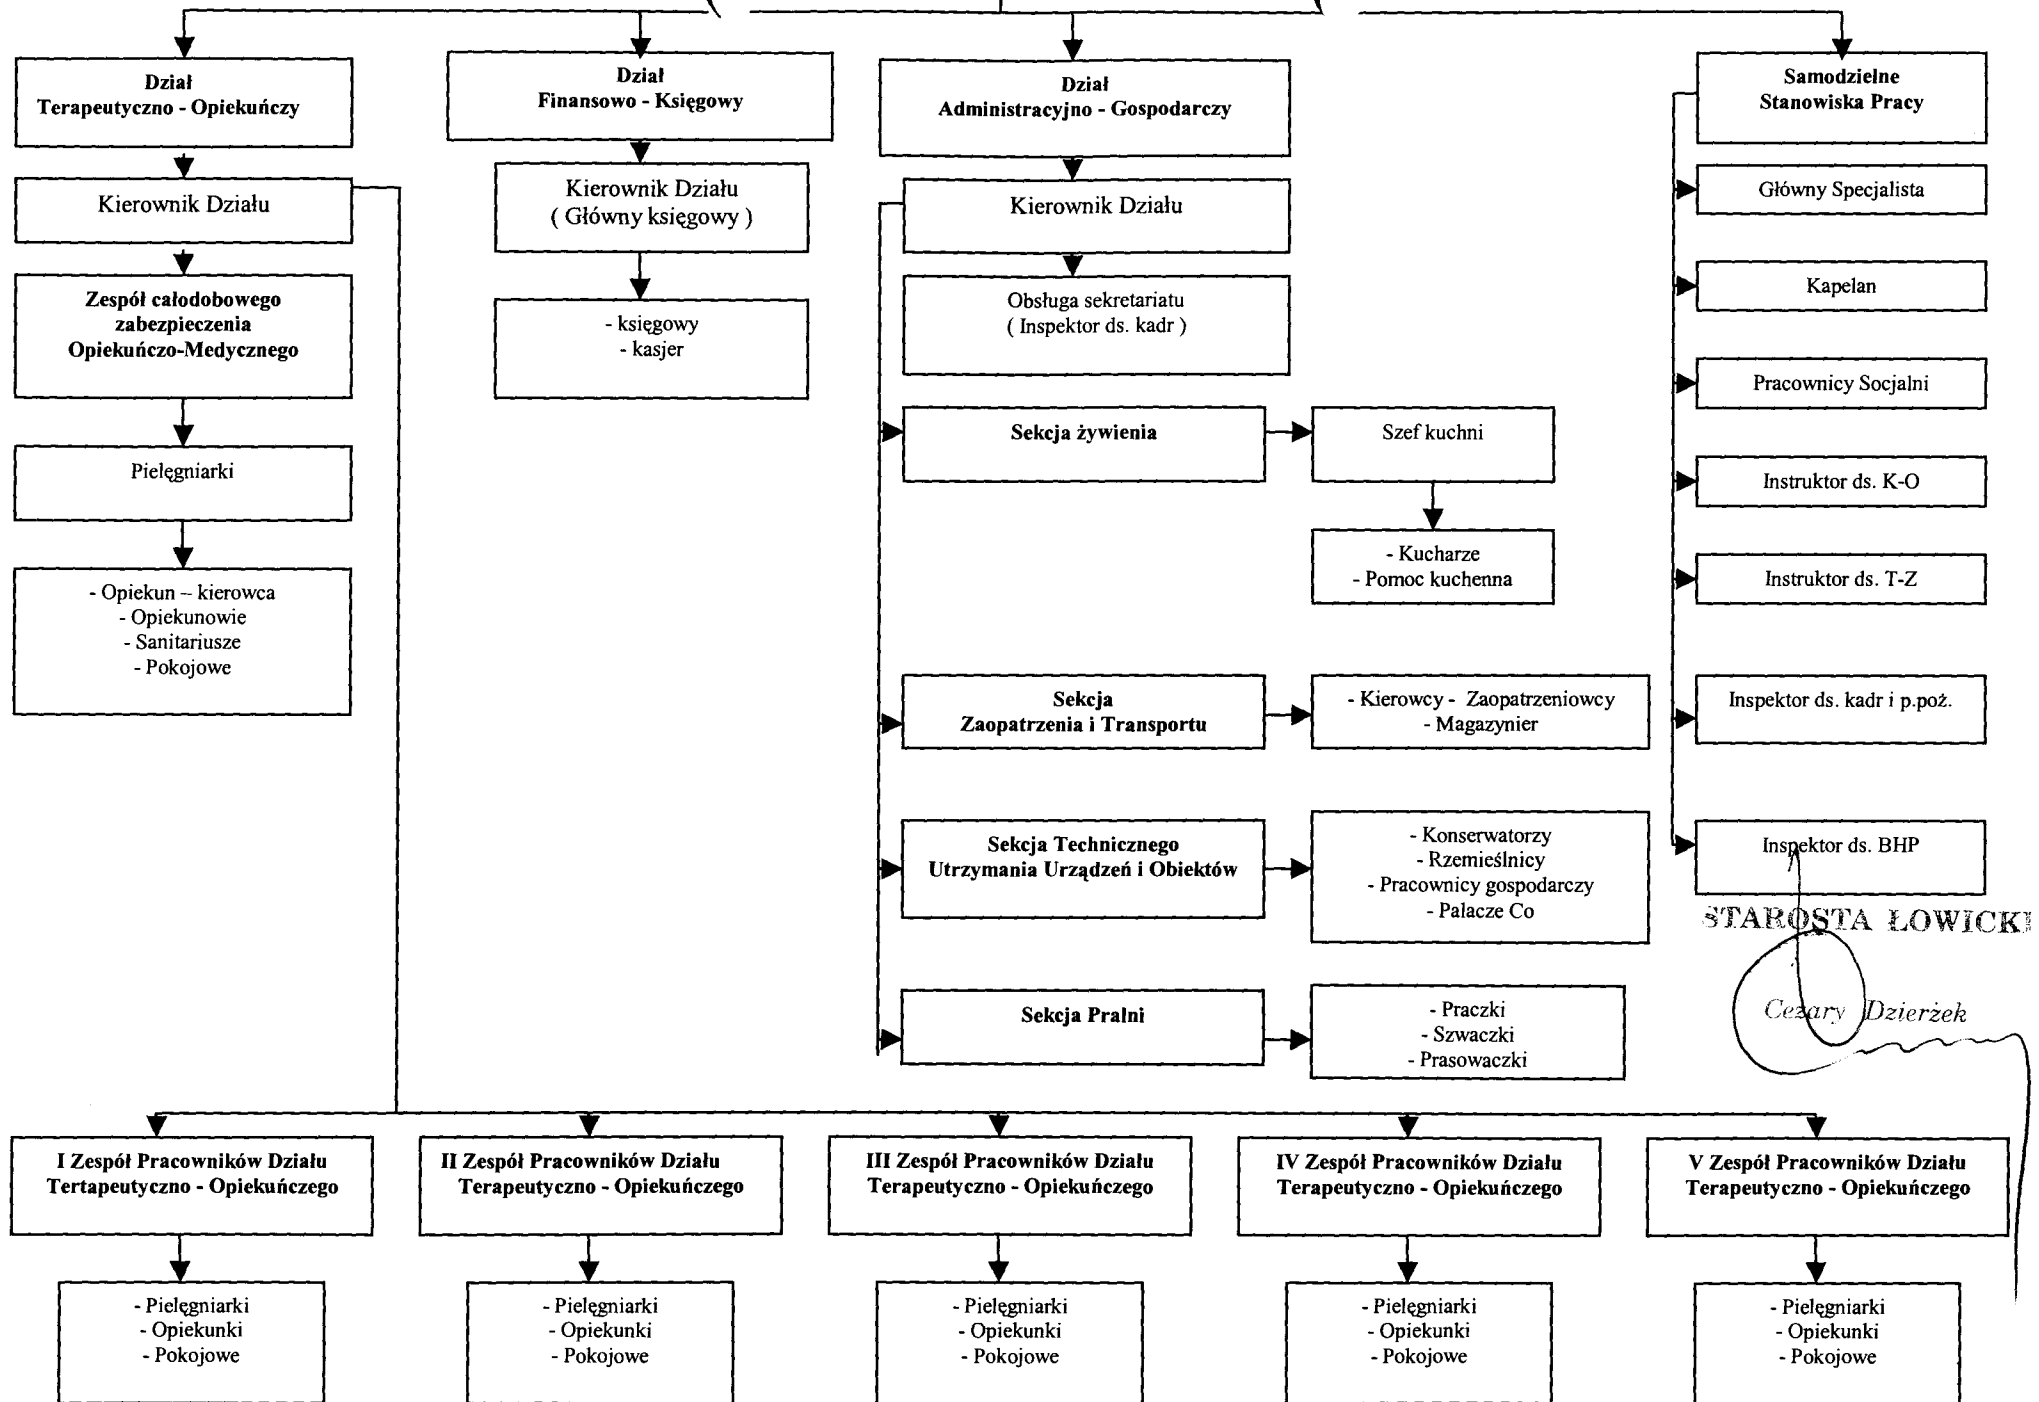 Dział
Terapeutyczno - Opiekuńczy
Kierownik Działu
Zespół całodobowego
zabezpieczenia
Opiekuńczo-Medycznego
Pielęgniarki
- Opiekun – kierowca
- Opiekunowie
- Sanitariusze
- Pokojowe
Dział
Finansowo - Księgowy
Kierownik Działu
( Główny księgowy )
- księgowy
- kasjer
Dział
Administracyjno - Gospodarczy
Kierownik Działu
Obsługa sekretariatu
( Inspektor ds. kadr )
Sekcja żywienia
Szef kuchni
- Kucharze
- Pomoc kuchenna
Sekcja
Zaopatrzenia i Transportu
- Kierowcy - Zaopatrzeniowcy
- Magazynier
Sekcja Technicznego
Utrzymania Urządzeń i Obiektów
- Konserwatorzy
- Rzemieślnicy
- Pracownicy gospodarczy
- Palacze Co
Sekcja Pralni
- Praczki
- Szwaczki
- Prasowaczki
Samodzielne
Stanowiska Pracy
Główny Specjalista
Kapelan
Pracownicy Socjalni
Instruktor ds. K-O
Instruktor ds. T-Z
Inspektor ds. kadr i p.poż.
Inspektor ds. BHP
STAROSTA ŁOWICKI
Cezary Dzierżek
I Zespół Pracowników Działu
Tertapeutyczno - Opiekuńczego
- Pielęgniarki
- Opiekunki
- Pokojowe
II Zespół Pracowników Działu
Terapeutyczno - Opiekuńczego
- Pielęgniarki
- Opiekunki
- Pokojowe
III Zespół Pracowników Działu
Terapeutyczno - Opiekuńczego
- Pielęgniarki
- Opiekunki
- Pokojowe
IV Zespół Pracowników Działu
Terapeutyczno - Opiekuńczego
- Pielęgniarki
- Opiekunki
- Pokojowe
V Zespół Pracowników Działu
Terapeutyczno - Opiekuńczego
- Pielęgniarki
- Opiekunki
- Pokojowe